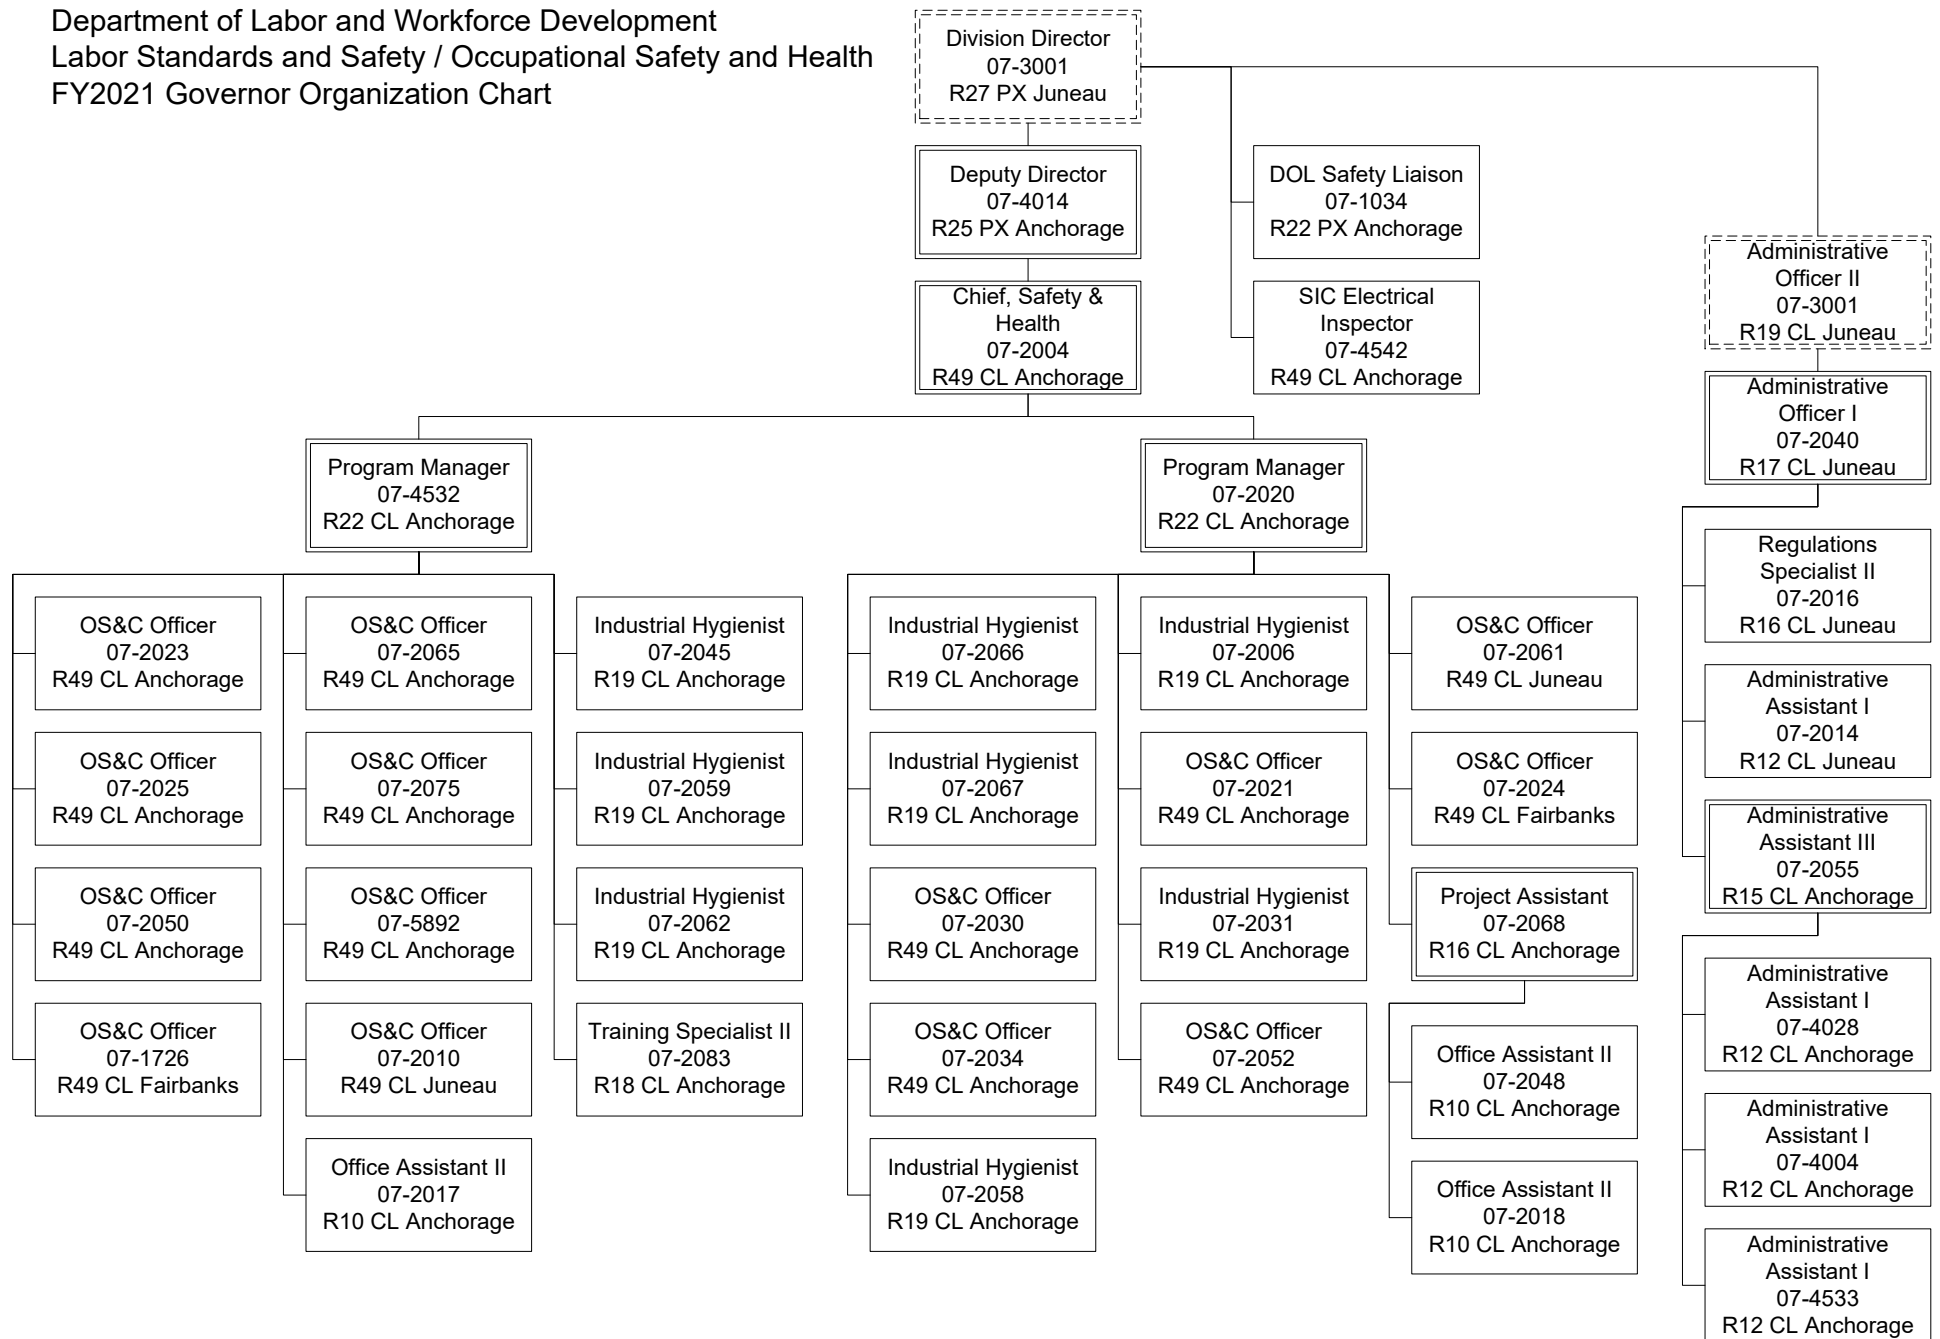 Department of Labor and Workforce Development
Labor Standards and Safety / Occupational Safety and Health
FY2021 Governor Organization Chart
Division Director
07-3001
R27 PX Juneau
Deputy Director
07-4014
R25 PX Anchorage
DOL Safety Liaison
07-1034
R22 PX Anchorage
Chief, Safety &
Health
07-2004
R49 CL Anchorage
SIC Electrical
Inspector
07-4542
R49 CL Anchorage
Administrative
Officer II
07-3001
R19 CL Juneau
Administrative
Officer I
07-2040
R17 CL Juneau
Program Manager
07-4532
R22 CL Anchorage
Program Manager
07-2020
R22 CL Anchorage
OS&C Officer
07-2023
R49 CL Anchorage
OS&C Officer
07-2025
R49 CL Anchorage
OS&C Officer
07-2050
R49 CL Anchorage
OS&C Officer
07-1726
R49 CL Fairbanks
OS&C Officer
07-2065
R49 CL Anchorage
OS&C Officer
07-2075
R49 CL Anchorage
OS&C Officer
07-5892
R49 CL Anchorage
OS&C Officer
07-2010
R49 CL Juneau
Office Assistant II
07-2017
R10 CL Anchorage
Industrial Hygienist
07-2045
R19 CL Anchorage
Industrial Hygienist
07-2059
R19 CL Anchorage
Industrial Hygienist
07-2062
R19 CL Anchorage
Training Specialist II
07-2083
R18 CL Anchorage
Industrial Hygienist
07-2066
R19 CL Anchorage
Industrial Hygienist
07-2067
R19 CL Anchorage
OS&C Officer
07-2030
R49 CL Anchorage
OS&C Officer
07-2034
R49 CL Anchorage
Industrial Hygienist
07-2058
R19 CL Anchorage
Industrial Hygienist
07-2006
R19 CL Anchorage
OS&C Officer
07-2021
R49 CL Anchorage
Industrial Hygienist
07-2031
R19 CL Anchorage
OS&C Officer
07-2052
R49 CL Anchorage
OS&C Officer
07-2061
R49 CL Juneau
OS&C Officer
07-2024
R49 CL Fairbanks
Project Assistant
07-2068
R16 CL Anchorage
Office Assistant II
07-2048
R10 CL Anchorage
Office Assistant II
07-2018
R10 CL Anchorage
Regulations
Specialist II
07-2016
R16 CL Juneau
Administrative
Assistant I
07-2014
R12 CL Juneau
Administrative
Assistant III
07-2055
R15 CL Anchorage
Administrative
Assistant I
07-4028
R12 CL Anchorage
Administrative
Assistant I
07-4004
R12 CL Anchorage
Administrative
Assistant I
07-4533
R12 CL Anchorage